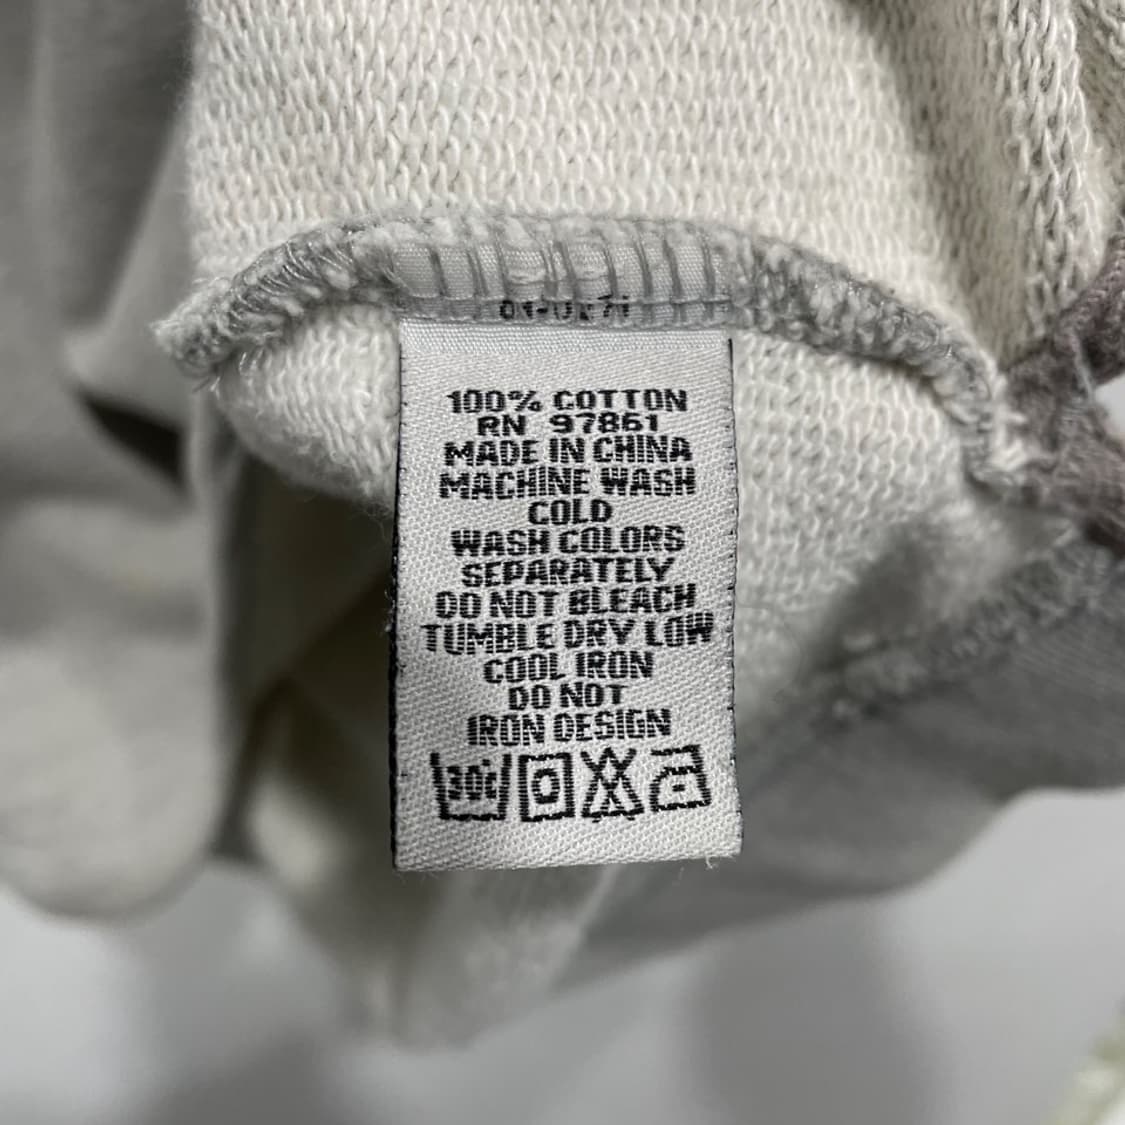 100% COTTON
RN 97861
MADE IN CHINA
MACHINE WASH
COLD
WASH COLORS
SEPARATELY
DO NOT BLEACH
TUMBLE DRY LOW
COOL IRON
DO NOT
IRON DESIGN
30°C